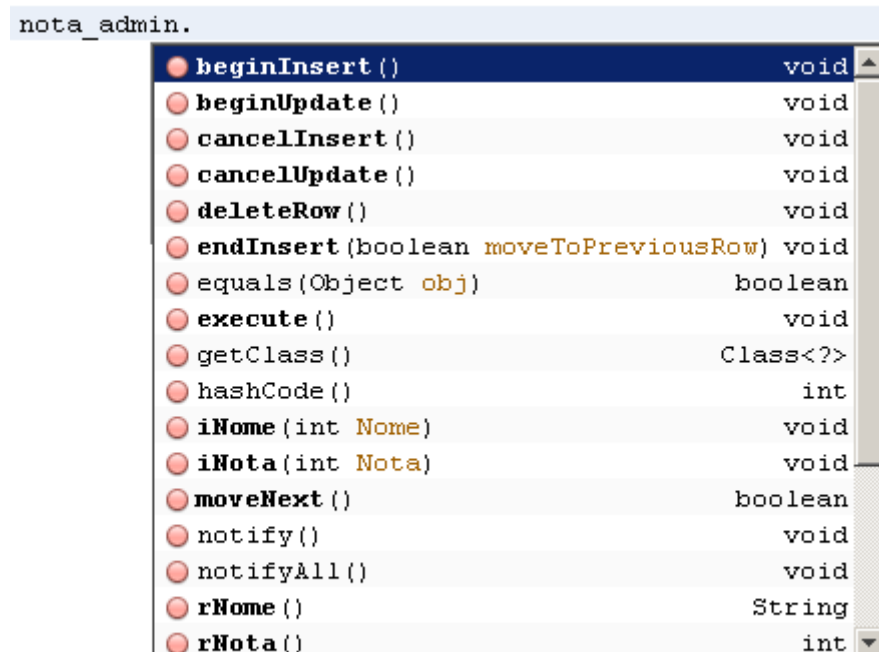 nota_admin.
beginInsert() void
beginUpdate() void
cancelInsert() void
cancelUpdate() void
deleteRow() void
endInsert(boolean moveToPreviousRow) void
equals(Object obj) boolean
execute() void
getClass() Class<?>
hashCode() int
iNome(int Nome) void
iNota(int Nota) void
moveNext() boolean
notify() void
notifyAll() void
rNome() String
rNota() int